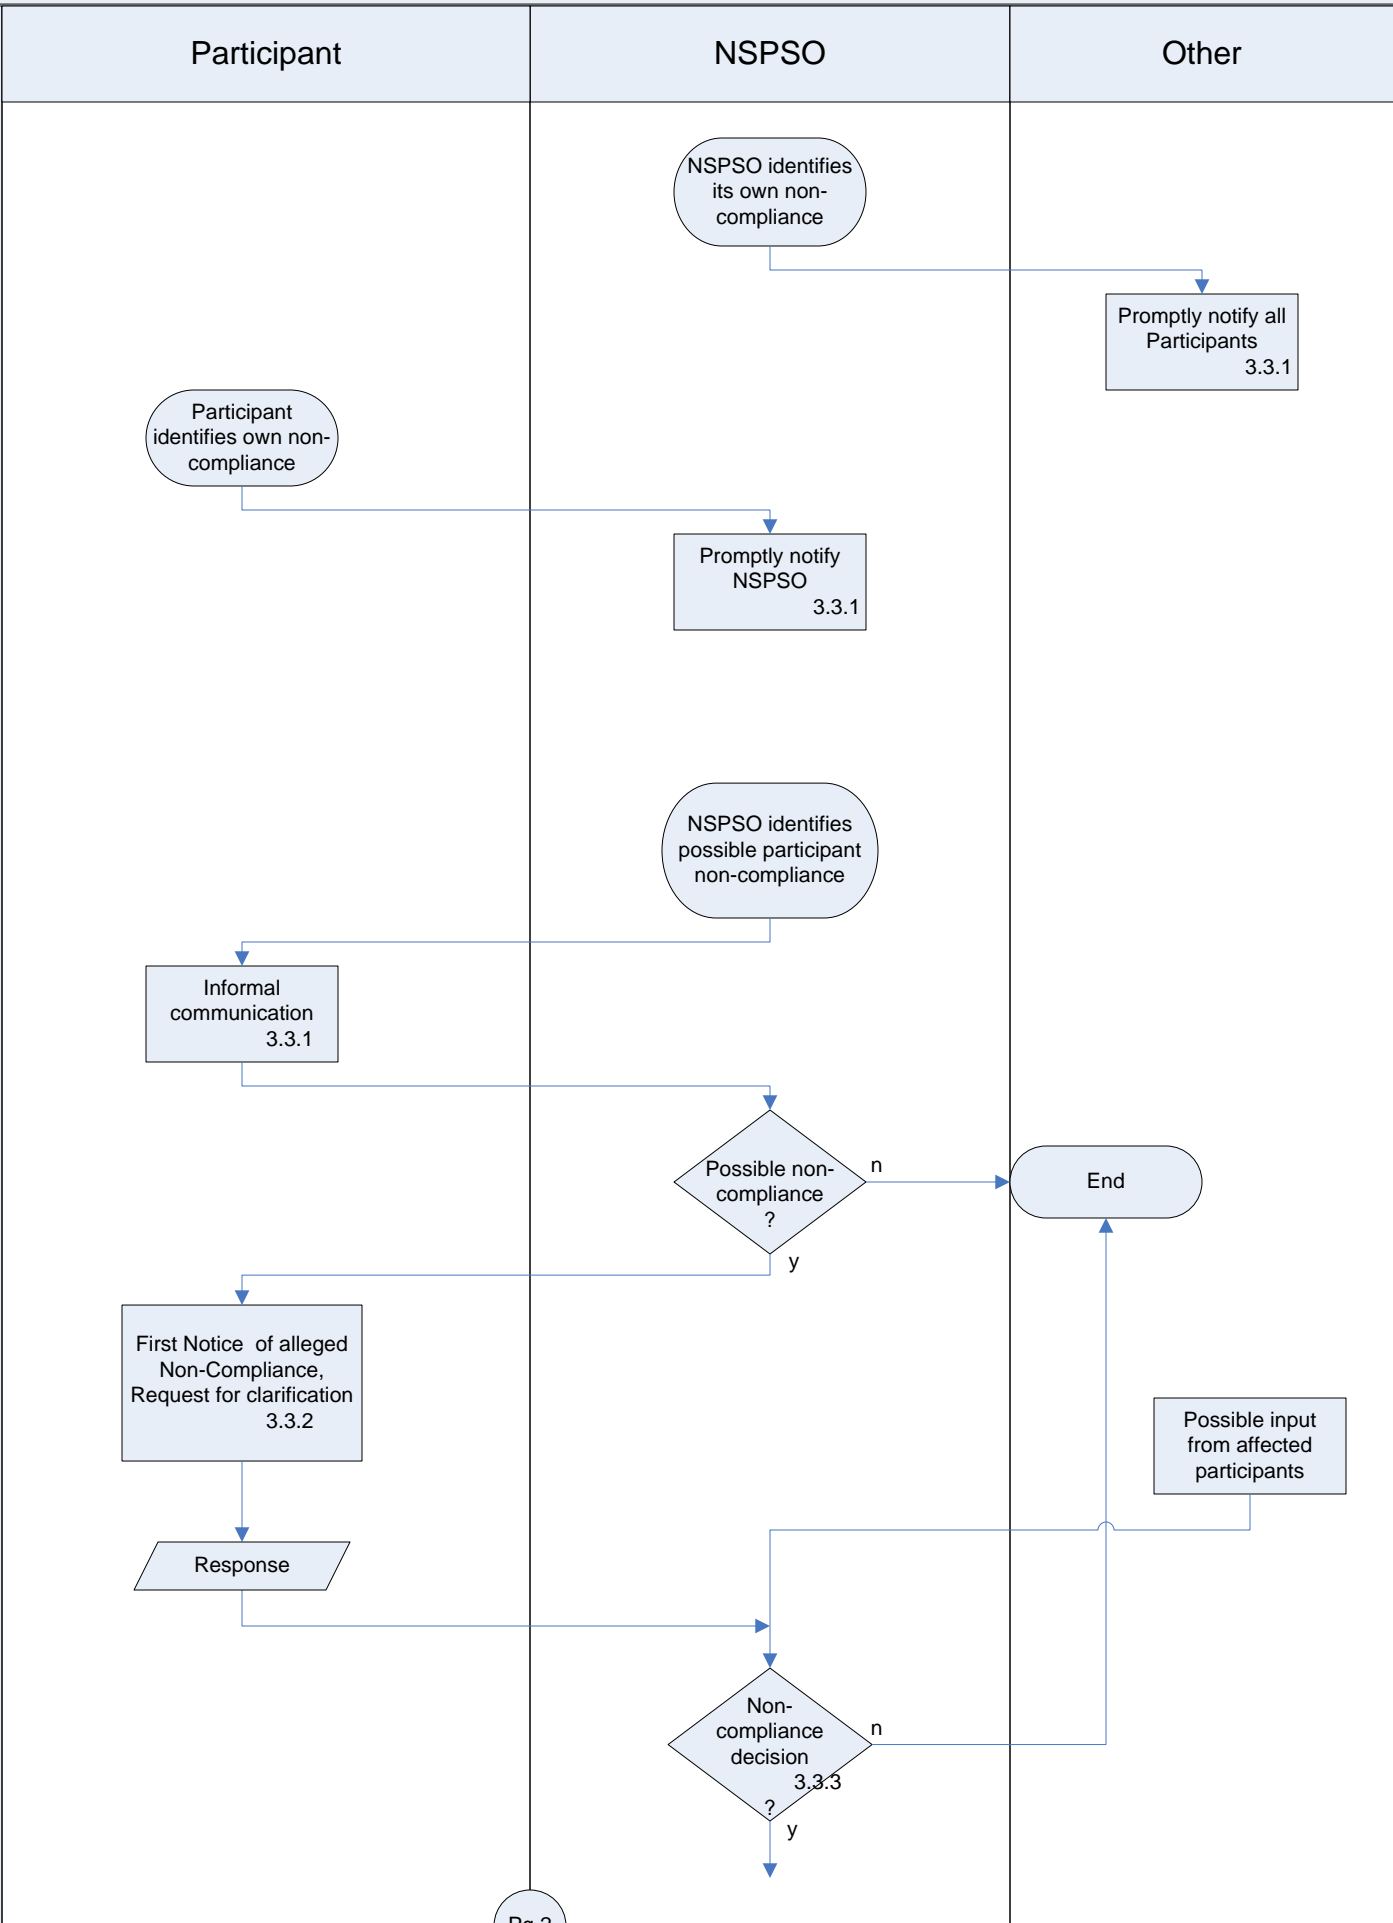 Participant
NSPSO
Other
NSPSO identifies
its own non-
compliance
Promptly notify all
Participants
3.3.1
Participant
identifies own non-
compliance
Promptly notify
NSPSO
3.3.1
NSPSO identifies
possible participant
non-compliance
Informal
communication
3.3.1
Possible non-
compliance
?
n
y
End
First Notice of alleged
Non-Compliance,
Request for clarification
3.3.2
Possible input
from affected
participants
Response
Non-
compliance
decision
3.3.3
?
n
y
Pg